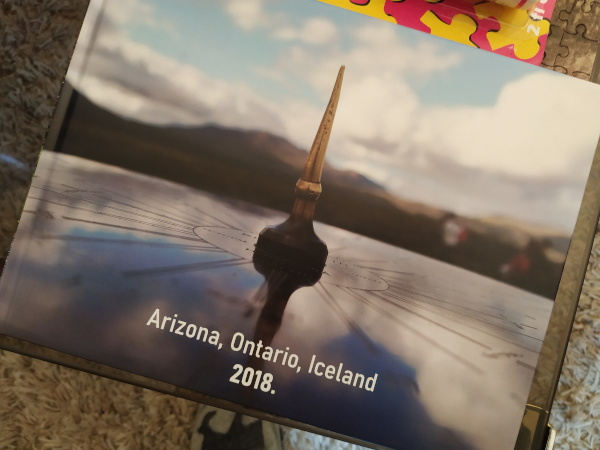 Arizona, Ontario, Iceland
2018.